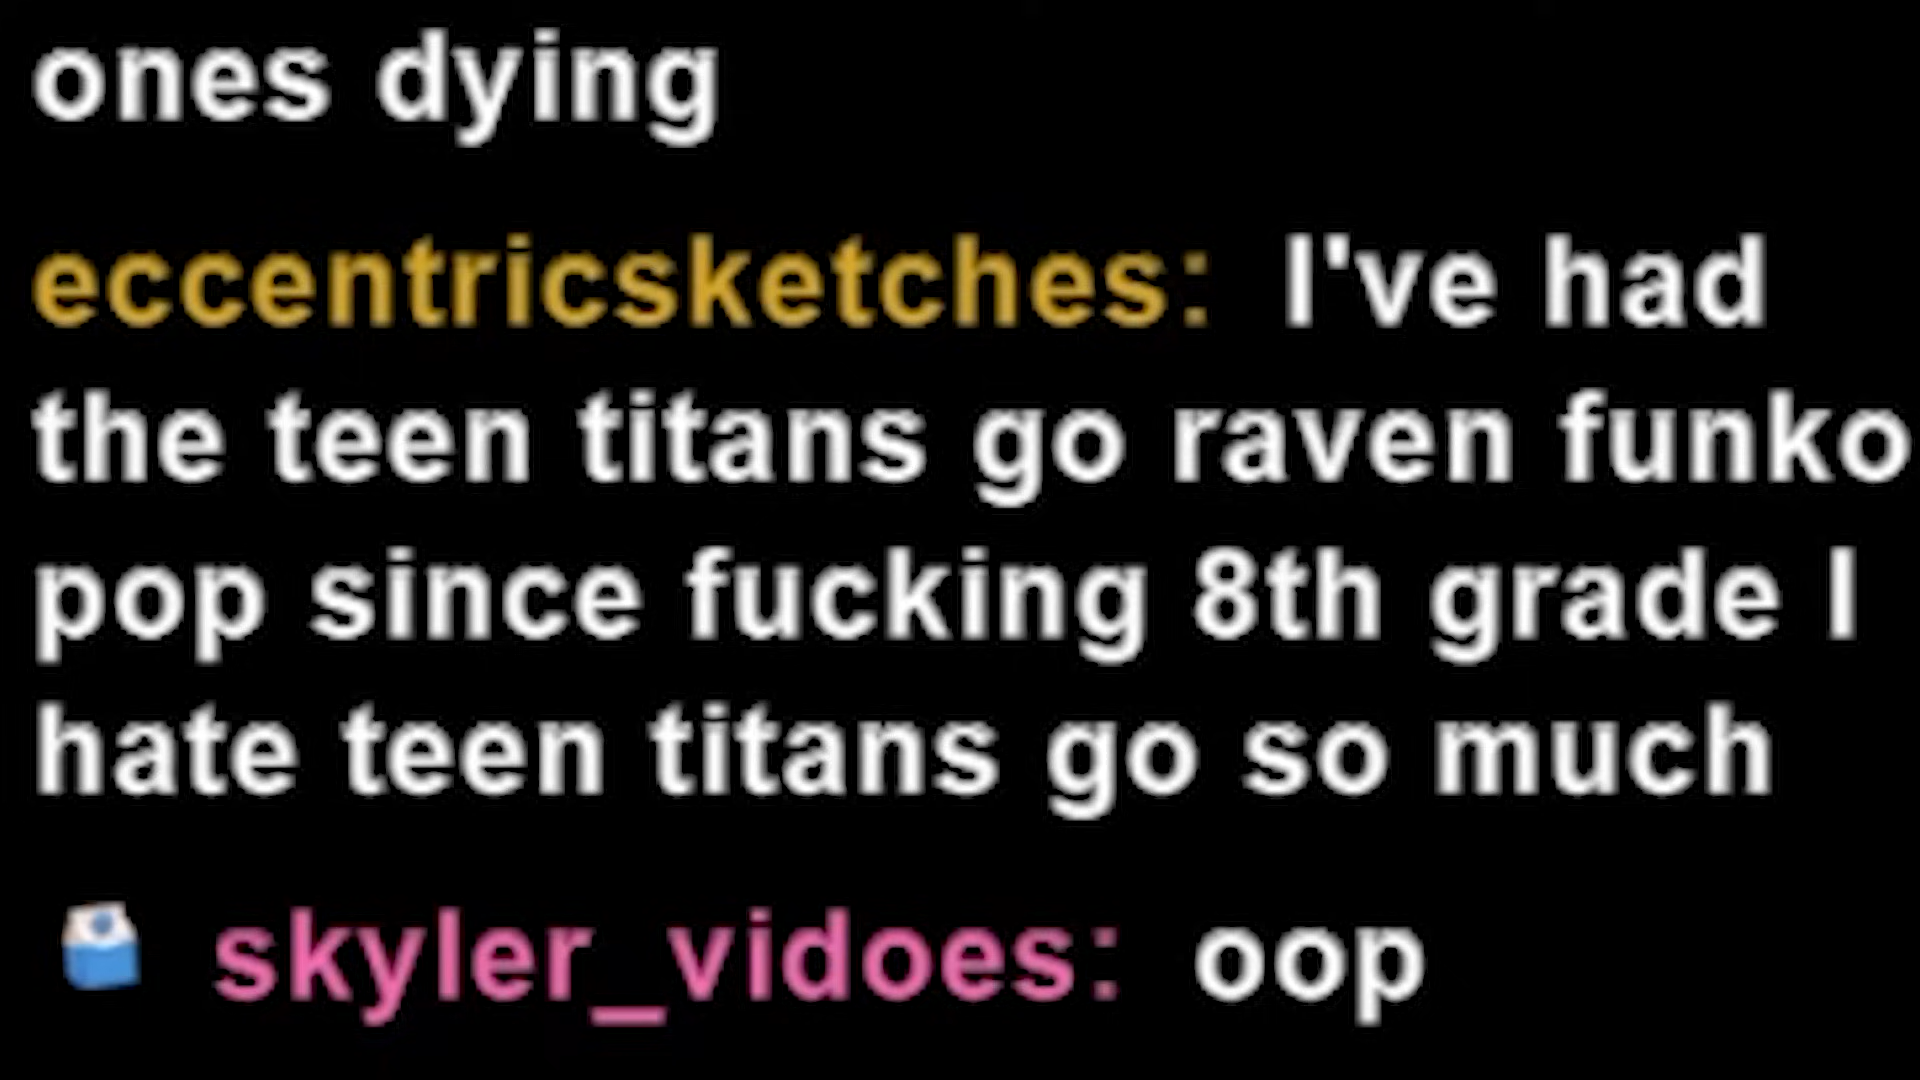 ones dying
eccentricsketches: I've had
the teen titans go raven funko
pop since fucking 8th grade I
hate teen titans go so much
skyler_vidoes: oop